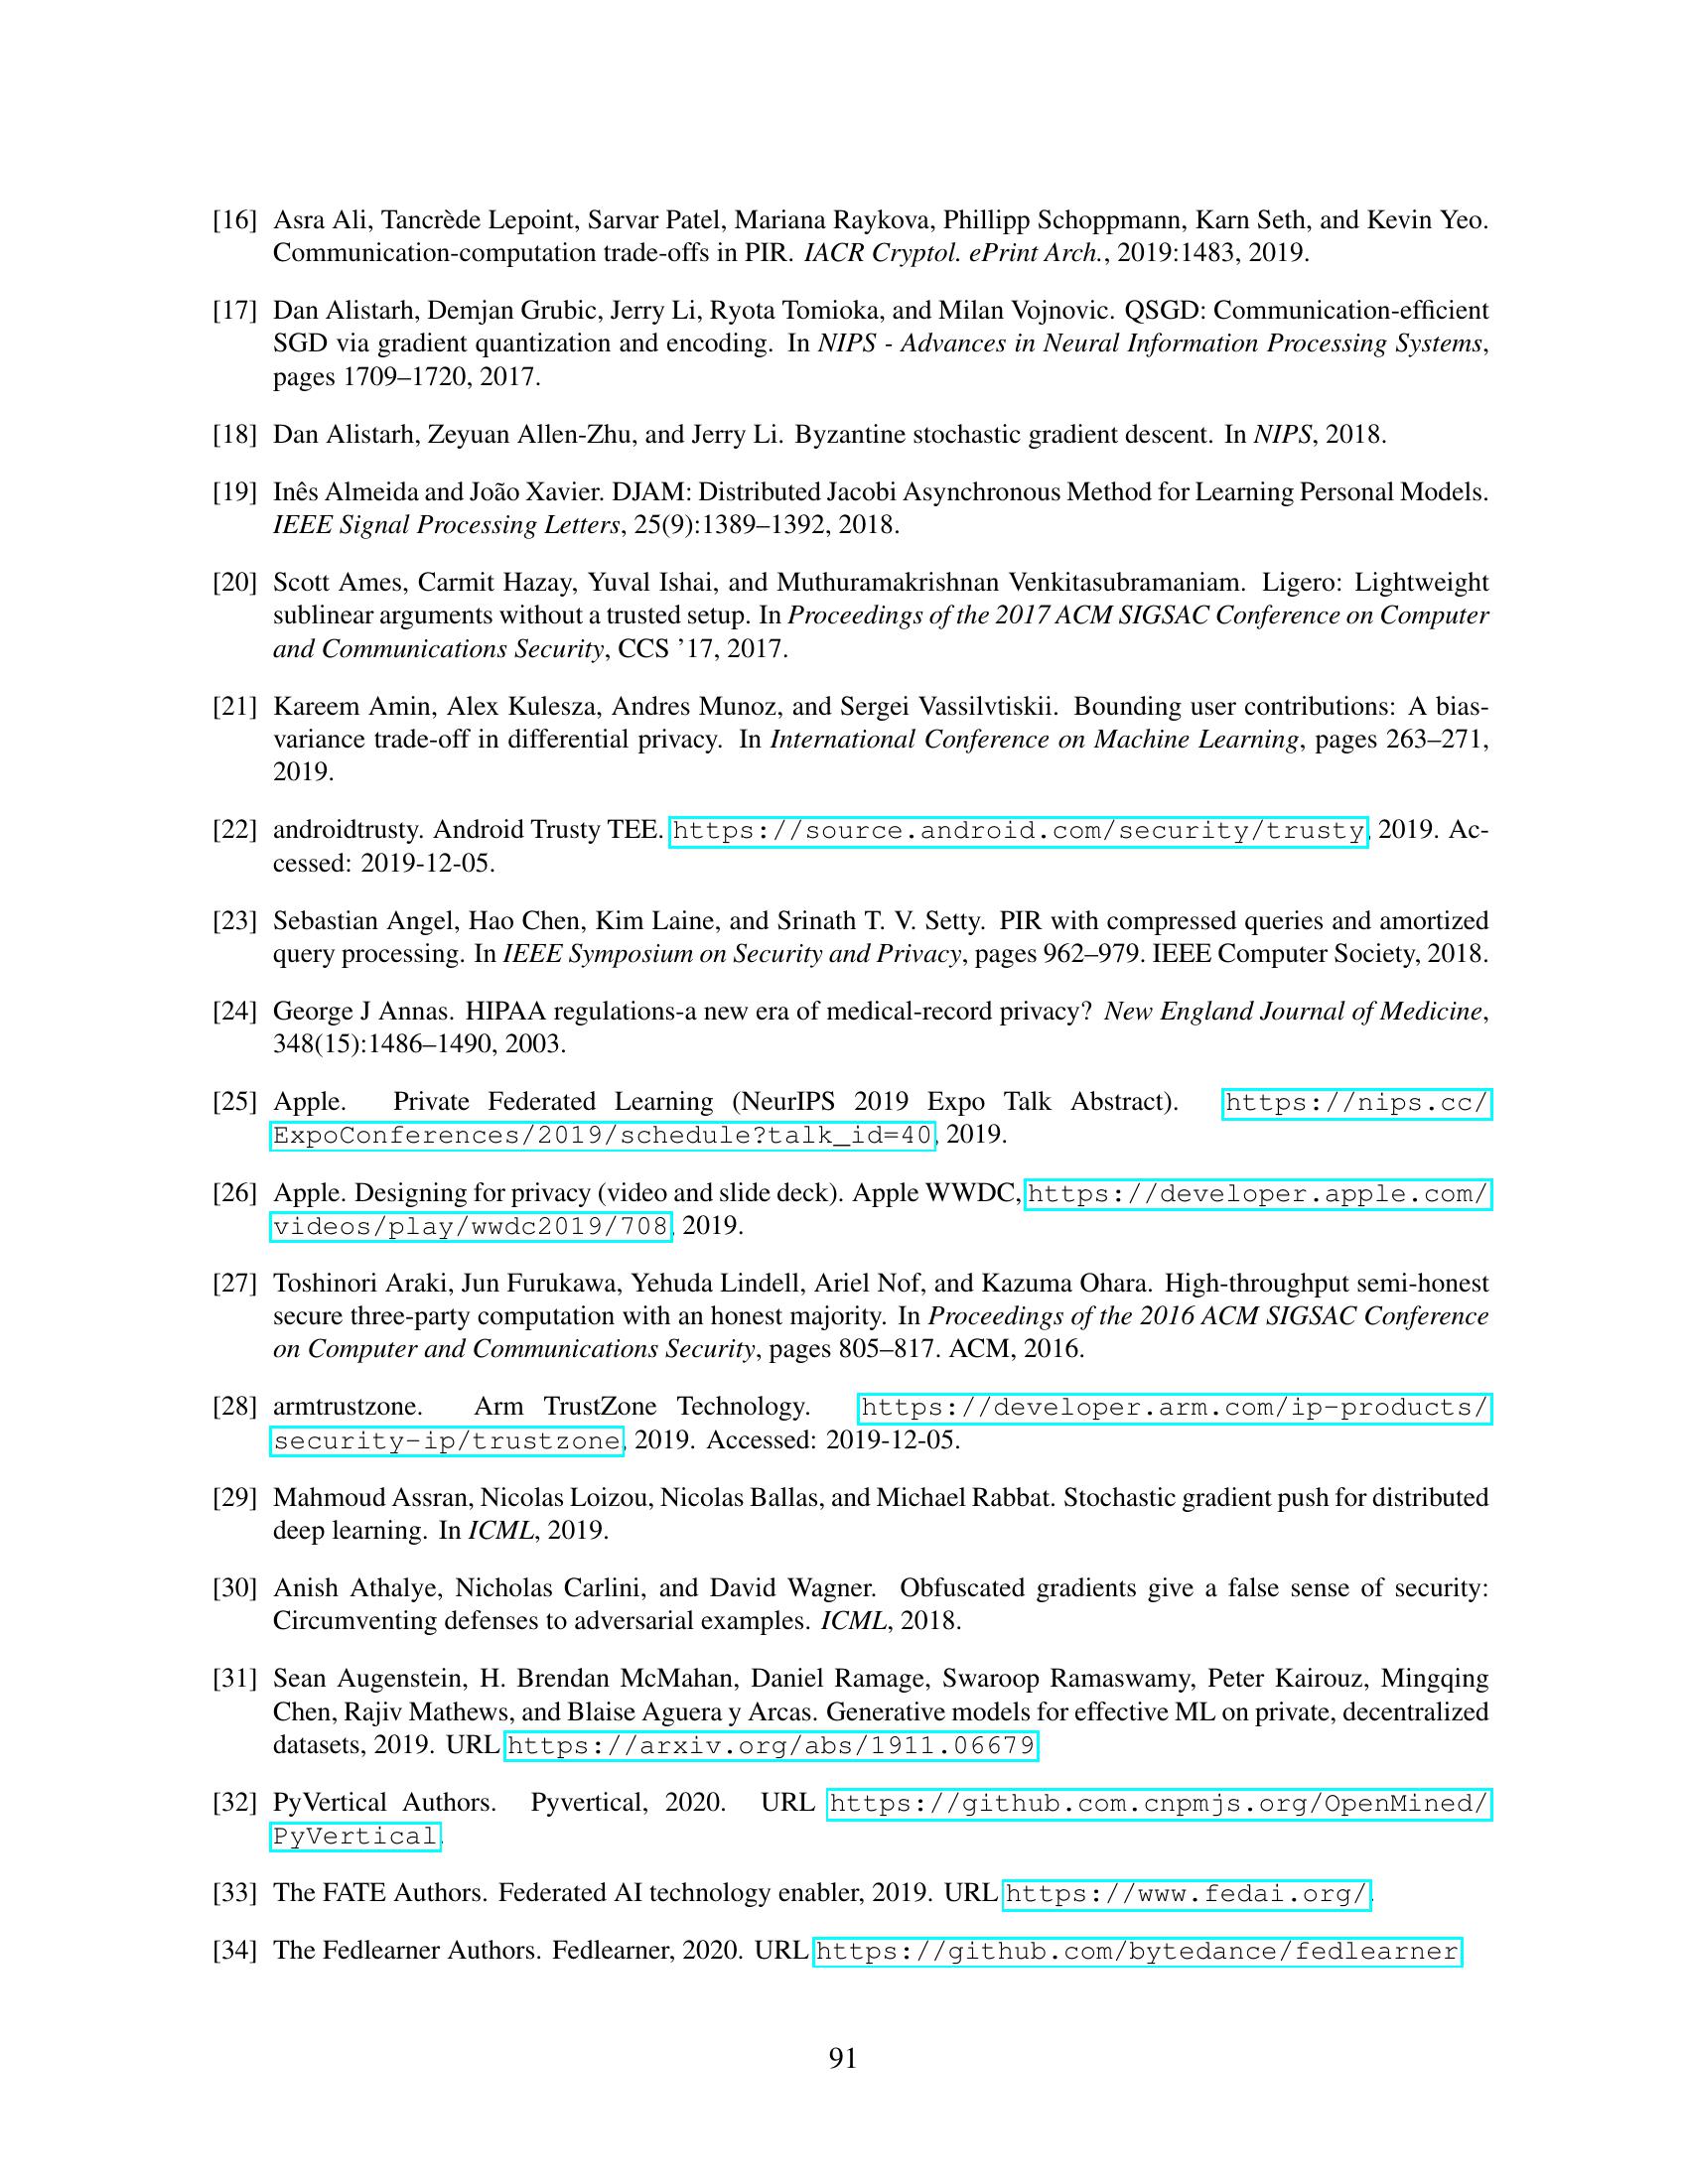 [16] Asra Ali, Tancrède Lepoint, Sarvar Patel, Mariana Raykova, Phillipp Schoppmann, Karn Seth, and Kevin Yeo.
Communication-computation trade-offs in PIR. IACR Cryptol. ePrint Arch., 2019:1483, 2019.
[17] Dan Alistarh, Demjan Grubic, Jerry Li, Ryota Tomioka, and Milan Vojnovic. QSGD: Communication-efficient
SGD via gradient quantization and encoding. In NIPS - Advances in Neural Information Processing Systems,
pages 1709–1720, 2017.
[18] Dan Alistarh, Zeyuan Allen-Zhu, and Jerry Li. Byzantine stochastic gradient descent. In NIPS, 2018.
[19] Inês Almeida and João Xavier. DJAM: Distributed Jacobi Asynchronous Method for Learning Personal Models.
IEEE Signal Processing Letters, 25(9):1389–1392, 2018.
[20] Scott Ames, Carmit Hazay, Yuval Ishai, and Muthuramakrishnan Venkitasubramaniam. Ligero: Lightweight
sublinear arguments without a trusted setup. In Proceedings of the 2017 ACM SIGSAC Conference on Computer
and Communications Security, CCS ’17, 2017.
[21] Kareem Amin, Alex Kulesza, Andres Munoz, and Sergei Vassilvtiskii. Bounding user contributions: A bias-
variance trade-off in differential privacy. In International Conference on Machine Learning, pages 263–271,
2019.
[22] androidtrusty. Android Trusty TEE. https://source.android.com/security/trusty, 2019. Ac-
cessed: 2019-12-05.
[23] Sebastian Angel, Hao Chen, Kim Laine, and Srinath T. V. Setty. PIR with compressed queries and amortized
query processing. In IEEE Symposium on Security and Privacy, pages 962–979. IEEE Computer Society, 2018.
[24] George J Annas. HIPAA regulations-a new era of medical-record privacy? New England Journal of Medicine,
348(15):1486–1490, 2003.
[25] Apple. Private Federated Learning (NeurIPS 2019 Expo Talk Abstract). https://nips.cc/
ExpoConferences/2019/schedule?talk_id=40, 2019.
[26] Apple. Designing for privacy (video and slide deck). Apple WWDC, https://developer.apple.com/
videos/play/wwdc2019/708, 2019.
[27] Toshinori Araki, Jun Furukawa, Yehuda Lindell, Ariel Nof, and Kazuma Ohara. High-throughput semi-honest
secure three-party computation with an honest majority. In Proceedings of the 2016 ACM SIGSAC Conference
on Computer and Communications Security, pages 805–817. ACM, 2016.
[28] armtrustzone. Arm TrustZone Technology. https://developer.arm.com/ip-products/
security-ip/trustzone, 2019. Accessed: 2019-12-05.
[29] Mahmoud Assran, Nicolas Loizou, Nicolas Ballas, and Michael Rabbat. Stochastic gradient push for distributed
deep learning. In ICML, 2019.
[30] Anish Athalye, Nicholas Carlini, and David Wagner. Obfuscated gradients give a false sense of security:
Circumventing defenses to adversarial examples. ICML, 2018.
[31] Sean Augenstein, H. Brendan McMahan, Daniel Ramage, Swaroop Ramaswamy, Peter Kairouz, Mingqing
Chen, Rajiv Mathews, and Blaise Aguera y Arcas. Generative models for effective ML on private, decentralized
datasets, 2019. URL https://arxiv.org/abs/1911.06679
[32] PyVertical Authors. Pyvertical, 2020. URL https://github.com.cnpmjs.org/OpenMined/
PyVertical.
[33] The FATE Authors. Federated AI technology enabler, 2019. URL https://www.fedai.org/.
[34] The Fedlearner Authors. Fedlearner, 2020. URL https://github.com/bytedance/fedlearner
91